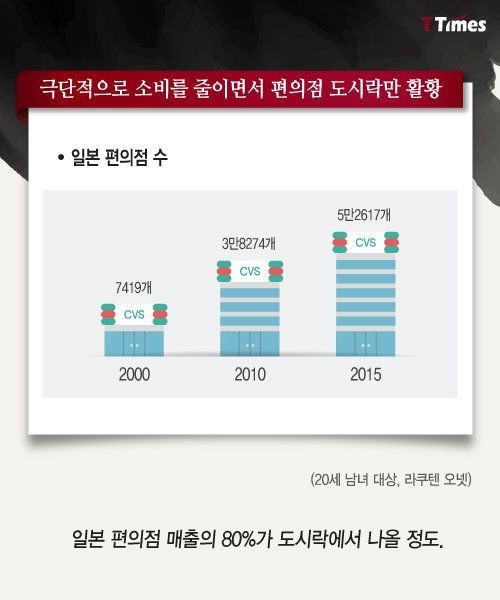 TTimes
극단적으로 소비를 줄이면서 편의점 도시락만 활황
• 일본 편의점 수
7419개
CVS
2000
3만8274개
CVS
2010
5만2617개
CVS
2015
(20세 남녀 대상, 라쿠텐 오넷)
일본 편의점 매출의 80%가 도시락에서 나올 정도.